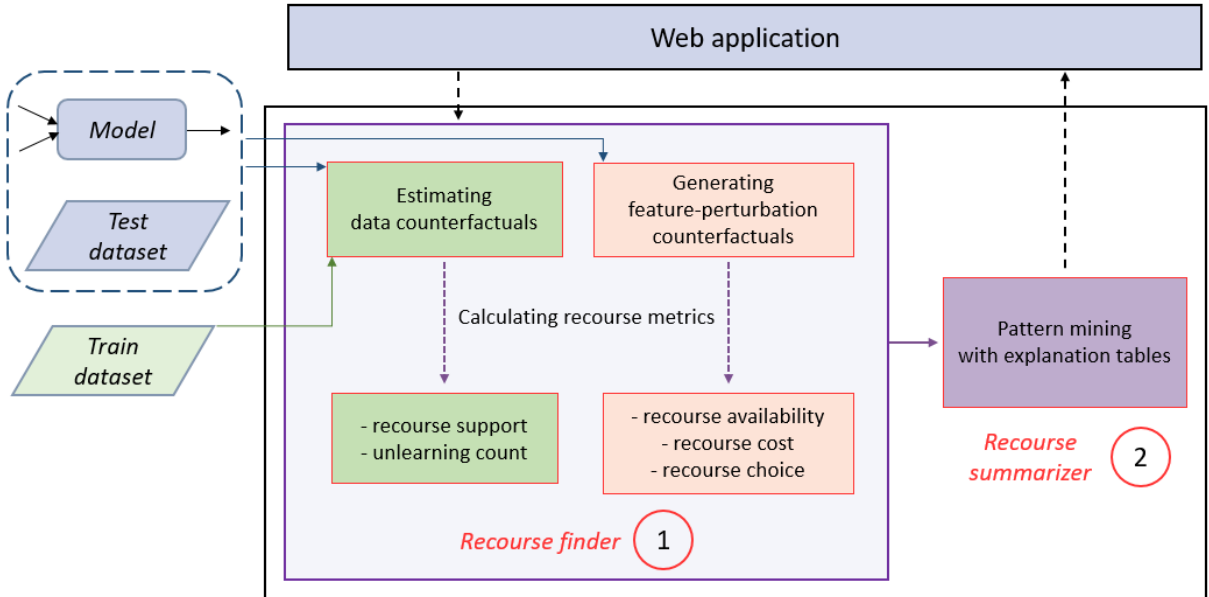 Web application
Model
Test
dataset
Train
dataset
Estimating
data counterfactuals
Generating
feature-perturbation
counterfactuals
Calculating recourse metrics
- recourse support
- unlearning count
- recourse availability
- recourse cost
- recourse choice
Recourse finder
1
Pattern mining
with explanation tables
Recourse
summarizer
2